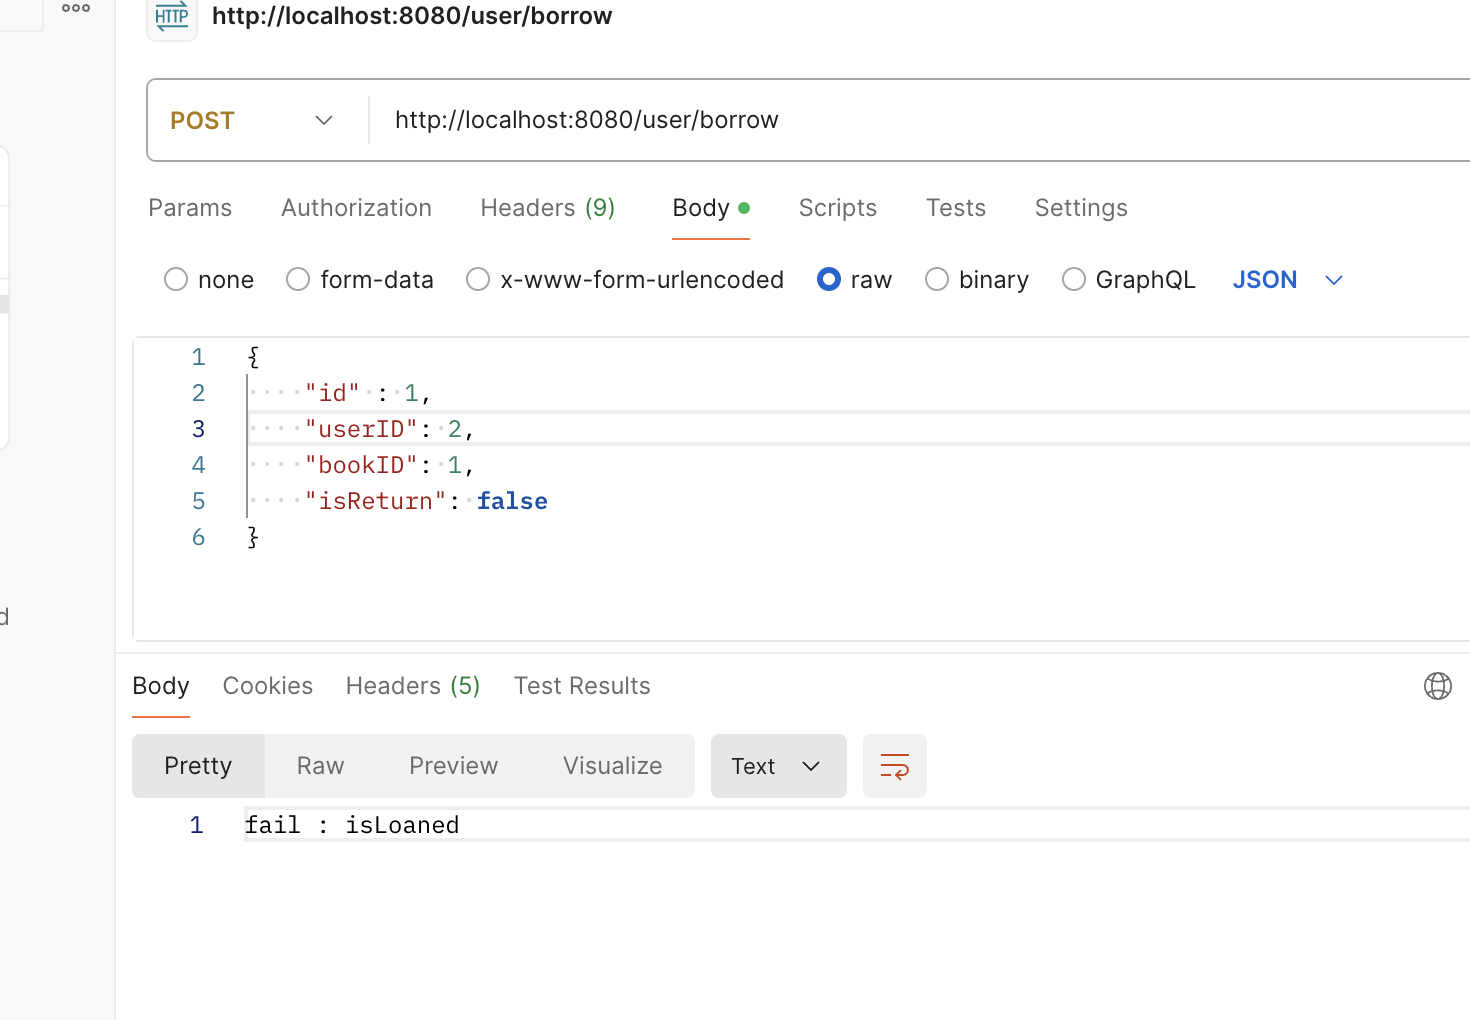 HTTP http://localhost:8080/user/borrow
POST http://localhost:8080/user/borrow
Params Authorization Headers (9) Body Scripts Tests Settings
none form-data x-www-form-urlencoded raw binary GraphQL JSON
1 {
2 "id" : 1,
3 "userID": 2,
4 "bookID": 1,
5 "isReturn": false
6 }
d
Body Cookies Headers (5) Test Results
Pretty Raw Preview Visualize Text
1 fail : isLoaned